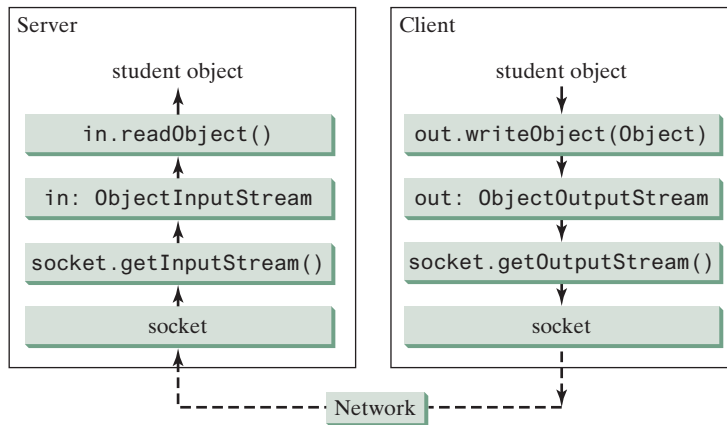 Server
student object
in.readObject()
in: ObjectInputStream
socket.getInputStream()
socket
Client
student object
out.writeObject(Object)
out: ObjectOutputStream
socket.getOutputStream()
socket
Network